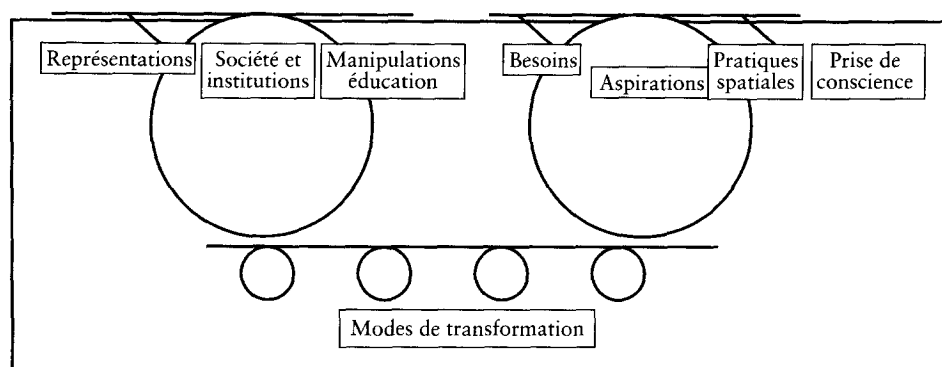 Représentations
Société et
institutions
Manipulations
éducation
Besoins
Aspirations
Pratiques
spatiales
Prise de
conscience
Modes de transformation